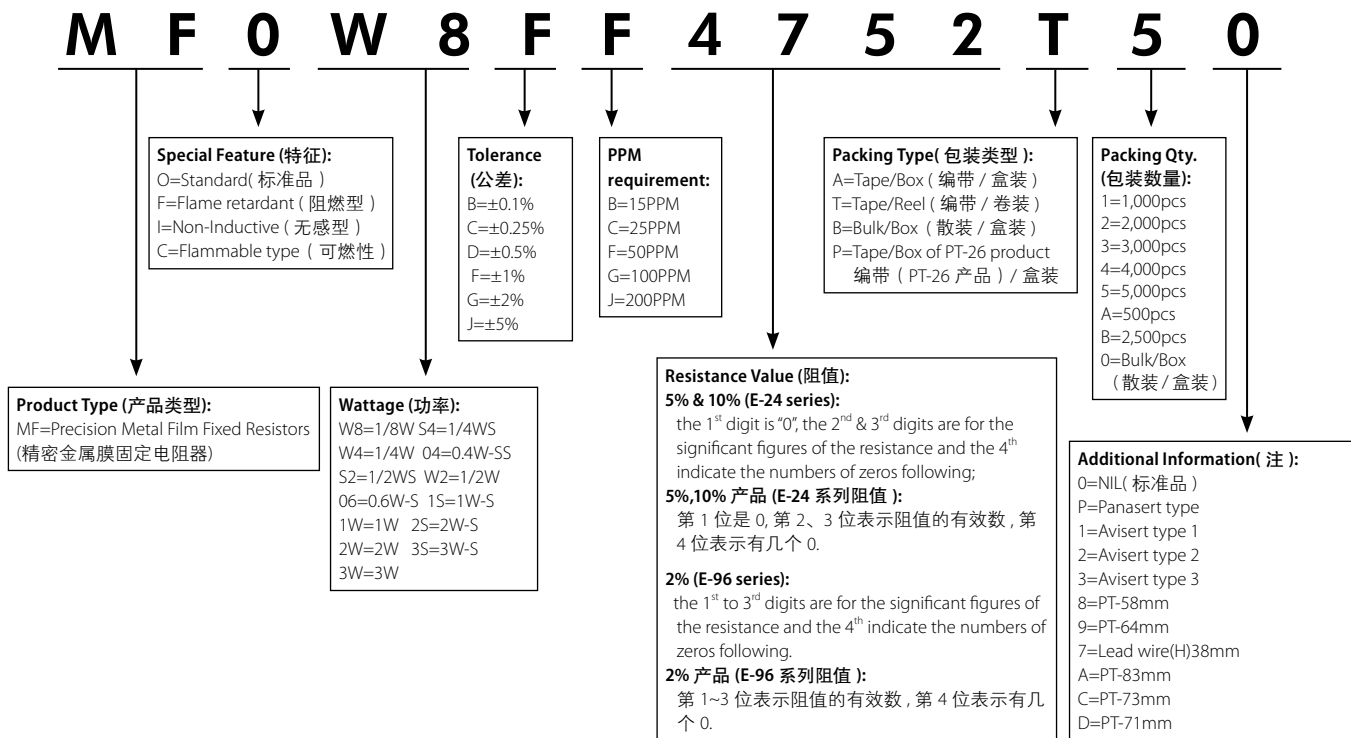 M F 0 W 8 F F 4 7 5 2 T 5 0
Special Feature (特征):
O=Standard( 标准品 )
F=Flame retardant ( 阻燃型 )
I=Non-Inductive ( 无感型 )
C=Flammable type ( 可燃性 )
Tolerance
(公差):
B=±0.1%
C=±0.25%
D=±0.5%
F=±1%
G=±2%
J=±5%
PPM
requirement:
B=15PPM
C=25PPM
F=50PPM
G=100PPM
J=200PPM
Packing Type( 包装类型 ):
A=Tape/Box ( 编带 / 盒装 )
T=Tape/Reel ( 编带 / 卷装 )
B=Bulk/Box ( 散装 / 盒装 )
P=Tape/Box of PT-26 product
编带 ( PT-26 产品 ) / 盒装
Packing Qty.
(包装数量):
1=1,000pcs
2=2,000pcs
3=3,000pcs
4=4,000pcs
5=5,000pcs
A=500pcs
B=2,500pcs
0=Bulk/Box
( 散装 / 盒装 )
Product Type (产品类型):
MF=Precision Metal Film Fixed Resistors
(精密金属膜固定电阻器)
Wattage (功率):
W8=1/8W S4=1/4WS
W4=1/4W 04=0.4W-SS
S2=1/2WS W2=1/2W
06=0.6W-S 1S=1W-S
1W=1W 2S=2W-S
2W=2W 3S=3W-S
3W=3W
Resistance Value (阻值):
5% & 10% (E-24 series):
the 1st digit is "0", the 2nd & 3rd digits are for the
significant figures of the resistance and the 4th
indicate the numbers of zeros following;
5%,10% 产品 (E-24 系列阻值 ):
第 1 位是 0, 第 2、3 位表示阻值的有效数 , 第
4 位表示有几个 0.
2% (E-96 series):
the 1st to 3rd digits are for the significant figures of
the resistance and the 4th indicate the numbers of
zeros following.
2% 产品 (E-96 系列阻值 ):
第 1~3 位表示阻值的有效数 , 第 4 位表示有几
个 0.
Additional Information( 注 ):
0=NIL( 标准品 )
P=Panasert type
1=Avisert type 1
2=Avisert type 2
3=Avisert type 3
8=PT-58mm
9=PT-64mm
7=Lead wire(H)38mm
A=PT-83mm
C=PT-73mm
D=PT-71mm